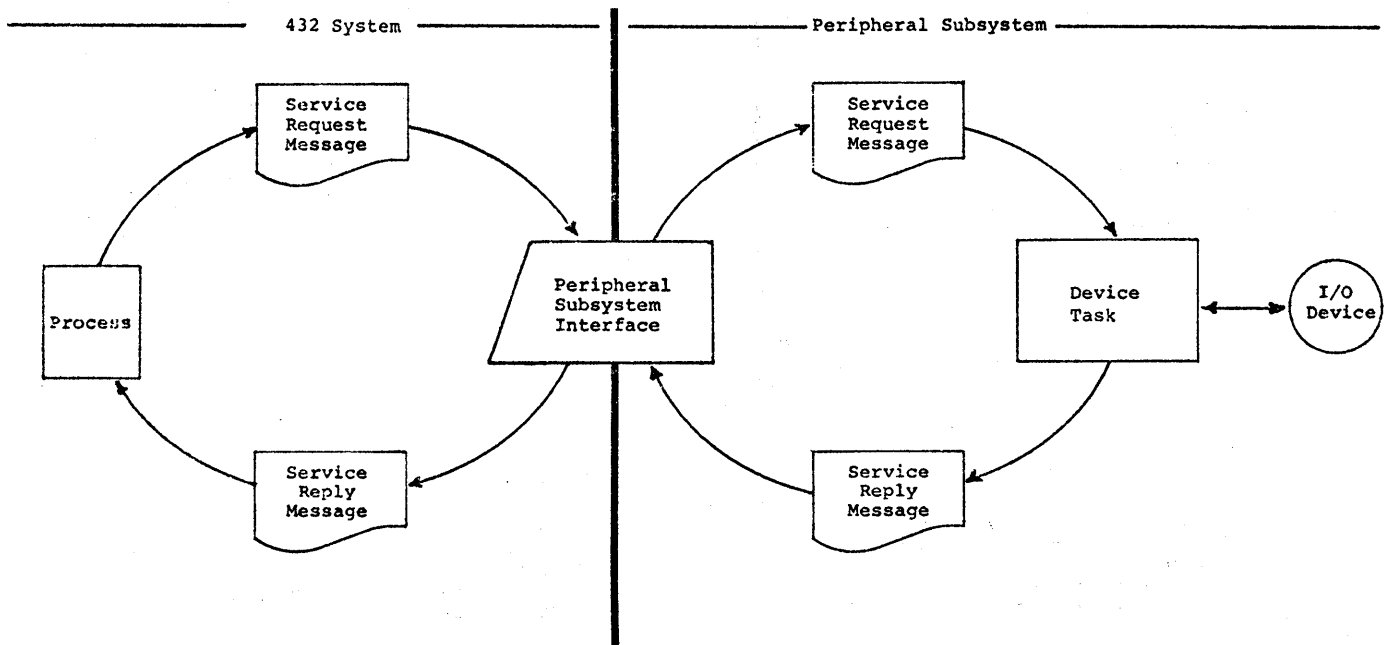 432 System
Peripheral Subsystem
Service
Request
Message
Service
Request
Message
Process
Peripheral
Subsystem
Interface
Device
Task
I/O
Device
Service
Reply
Message
Service
Reply
Message